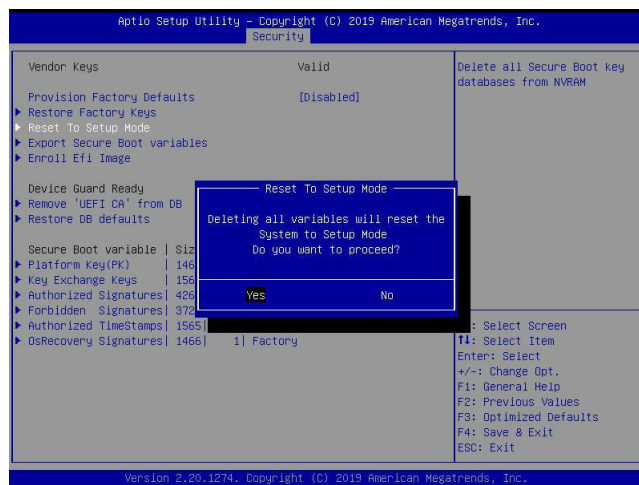 Aptio Setup Utility – Copyright (C) 2019 American Megatrends, Inc.
Security
Vendor Keys Valid
Provision Factory Defaults [Disabled]
Restore Factory Keys
Reset To Setup Mode
Export Secure Boot variables
Enroll Efi Image
Device Guard Ready
Remove 'UEFI CA' from DB
Restore DB defaults
Secure Boot variable | Siz
Platform Key(PK) | 146
Key Exchange Keys | 156
Authorized Signatures| 426
Forbidden Signatures| 372
Authorized TimeStamps| 1565|
OsRecovery Signatures| 1466| 1| Factory
Reset To Setup Mode
Deleting all variables will reset the
System to Setup Mode
Do you want to proceed?
Yes No
Delete all Secure Boot key
databases from NVRAM
: Select Screen
↑↓: Select Item
Enter: Select
+/-: Change Opt.
F1: General Help
F2: Previous Values
F3: Optimized Defaults
F4: Save & Exit
ESC: Exit
Version 2.20.1274. Copyright (C) 2019 American Megatrends, Inc.